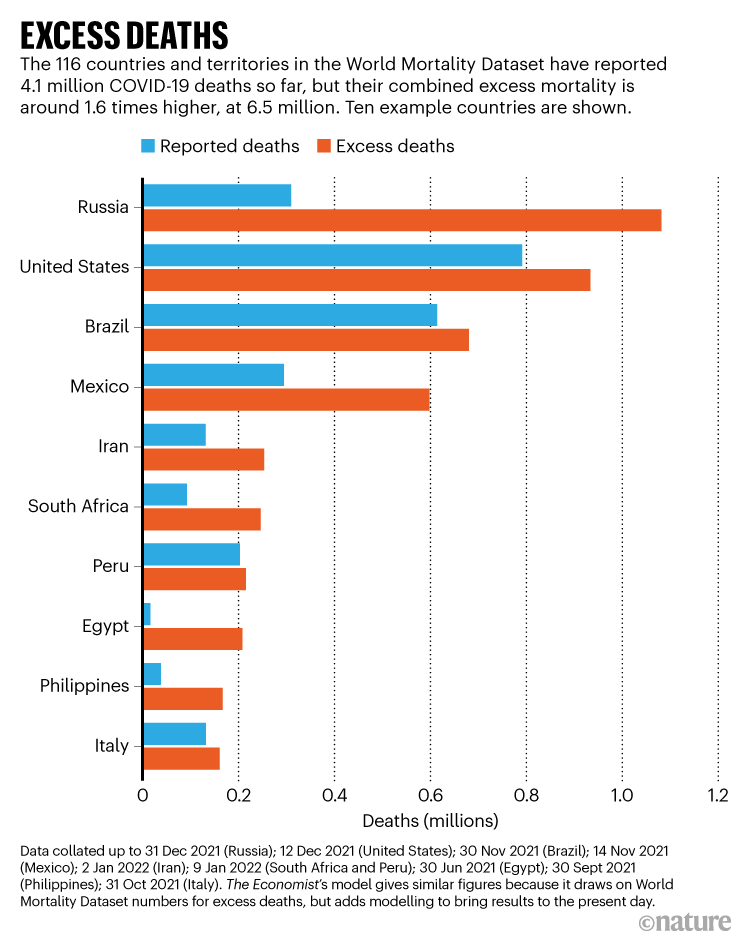 EXCESS DEATHS
The 116 countries and territories in the World Mortality Dataset have reported
4.1 million COVID-19 deaths so far, but their combined excess mortality is
around 1.6 times higher, at 6.5 million. Ten example countries are shown.
Reported deaths Excess deaths
Russia
United States
Brazil
Mexico
Iran
South Africa
Peru
Egypt
Philippines
Italy
0 0.2 0.4 0.6 0.8 1.0 1.2
Deaths (millions)
Data collated up to 31 Dec 2021 (Russia); 12 Dec 2021 (United States); 30 Nov 2021 (Brazil); 14 Nov 2021
(Mexico); 2 Jan 2022 (Iran); 9 Jan 2022 (South Africa and Peru); 30 Jun 2021 (Egypt); 30 Sept 2021
(Philippines); 31 Oct 2021 (Italy). The Economist's model gives similar figures because it draws on World
Mortality Dataset numbers for excess deaths, but adds modelling to bring results to the present day.
©nature